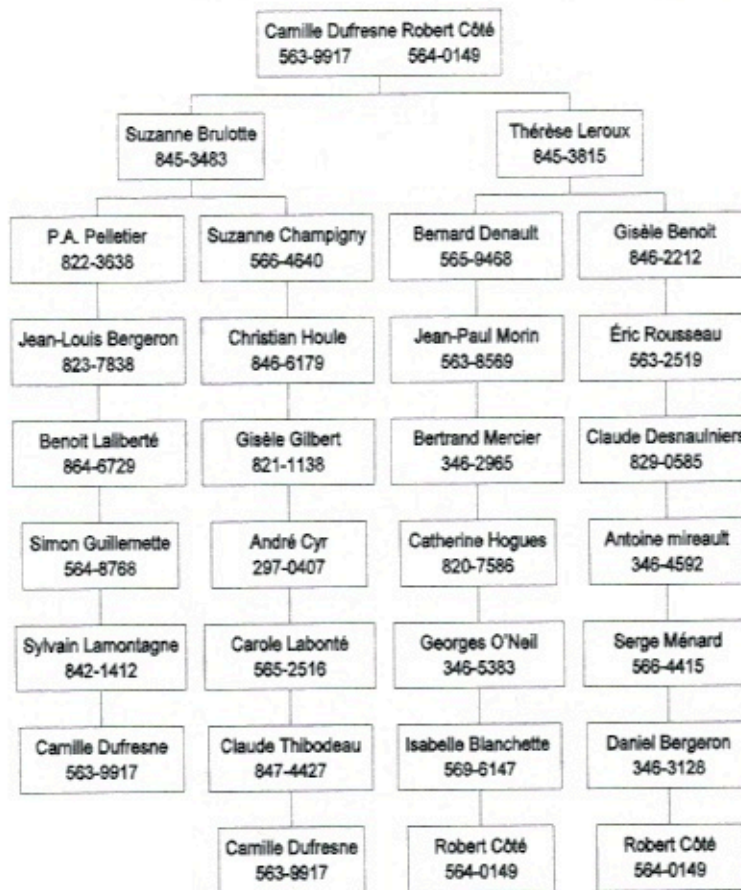 Camille Dufresne Robert Côté
563-9917 564-0149
Suzanne Brulotte
845-3483
Thérèse Leroux
845-3815
P.A. Pelletier
822-3638
Suzanne Champigny
566-4640
Bernard Denault
565-9468
Gisèle Benoit
846-2212
Jean-Louis Bergeron
823-7838
Christian Houle
846-6179
Jean-Paul Morin
563-8569
Éric Rousseau
563-2519
Benoit Laliberté
864-6729
Gisèle Gilbert
821-1138
Bertrand Mercier
346-2965
Claude Desnaulniers
829-0585
Simon Guillemette
564-8768
André Cyr
297-0407
Catherine Hogues
820-7586
Antoine mireault
346-4592
Sylvain Lamontagne
842-1412
Carole Labonté
565-2516
Georges O'Neil
346-5383
Serge Ménard
566-4415
Camille Dufresne
563-9917
Claude Thibodeau
847-4427
Isabelle Blanchette
569-6147
Daniel Bergeron
346-3128
Camille Dufresne
563-9917
Robert Côté
564-0149
Robert Côté
564-0149